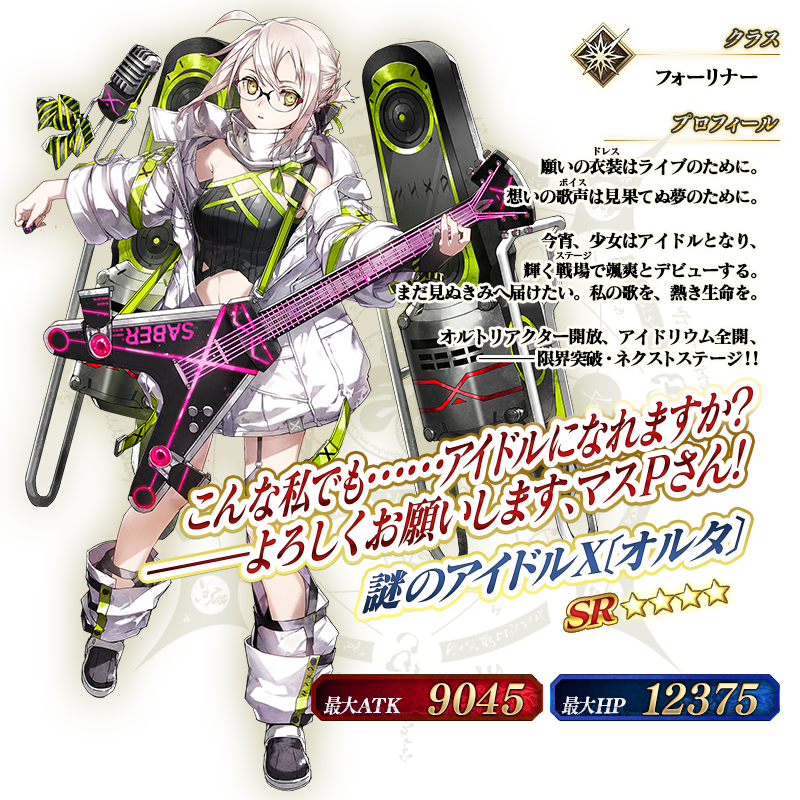 クラス
フォーリナー
プロフィール
願いの衣装はライブのために。
ドレス
想いの歌声は見果てぬ夢のために。
ボイス
今宵、少女はアイドルとなり、
輝く戦場で颯爽とデビューする。
ステージ
まだ見ぬきみへ届けたい。私の歌を、熱き生命を。
オルトリアクター開放、アイドリウム全開、
―――限界突破・ネクストステージ!!
こんな私でも……アイドルになれますか?
――よろしくお願いします、マスPさん!
謎のアイドルX〔オルタ〕
SR
最大ATK 9045
最大HP 12375
SABER